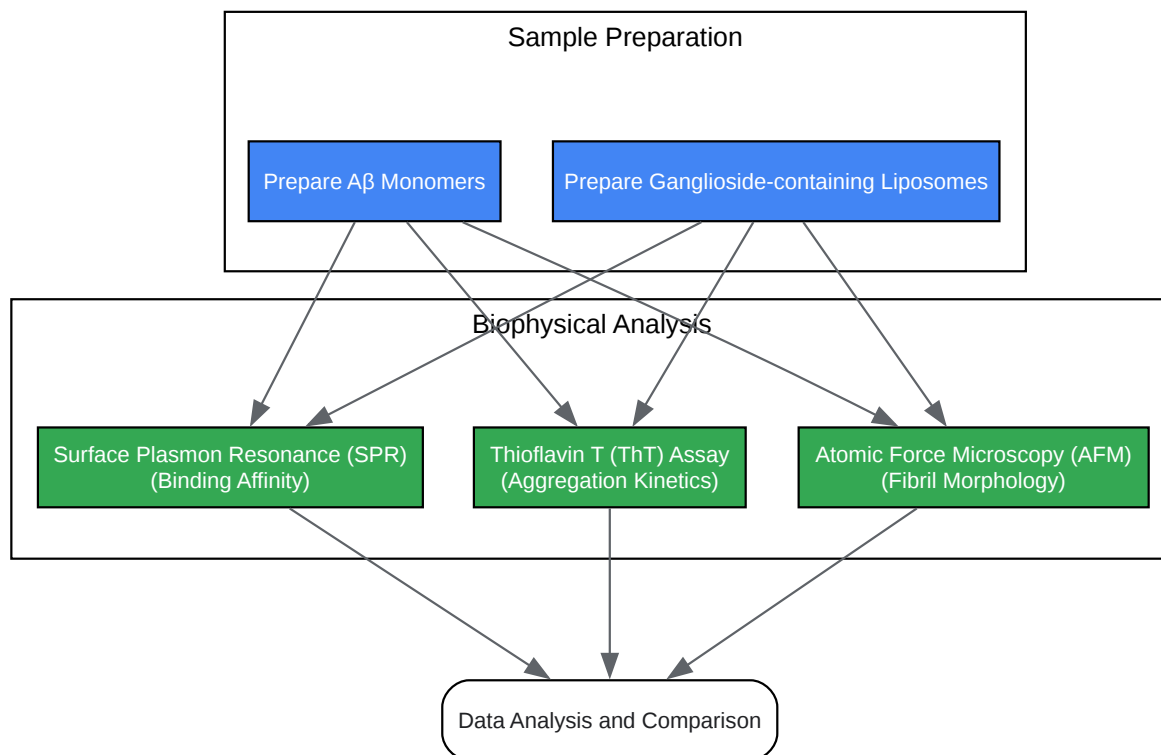 Sample Preparation
Prepare Aβ Monomers
Prepare Ganglioside-containing Liposomes
Biophysical Analysis
Surface Plasmon Resonance (SPR)
(Binding Affinity)
Thioflavin T (ThT) Assay
(Aggregation Kinetics)
Atomic Force Microscopy (AFM)
(Fibril Morphology)
Data Analysis and Comparison